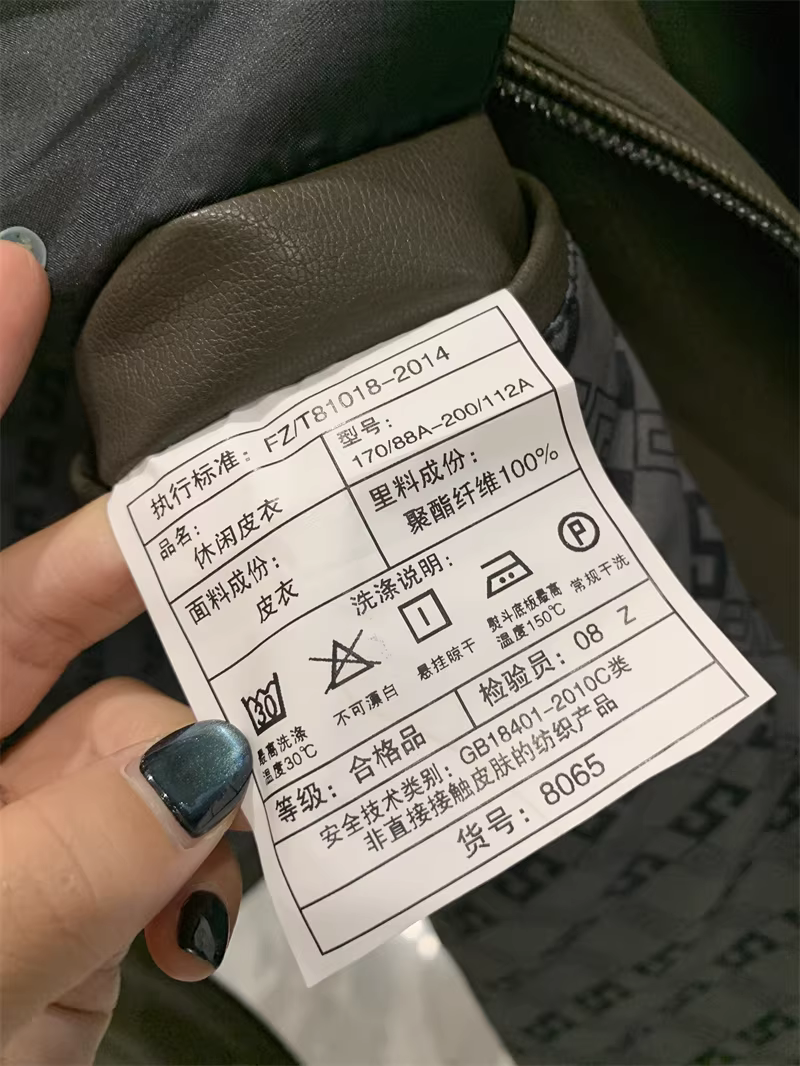 执行标准：FZ/T81018-2014
品名：
休闲皮衣
型号：
170/88A-200/112A
面料成份：
皮衣
里料成份：
聚酯纤维100%
洗涤说明：
30
最高洗涤
温度30℃
不可漂白
悬挂晾干
熨斗底板最高
温度150℃
P
常规干洗
等级：合格品
检验员：08 Z
安全技术类别：GB18401-2010C类
非直接接触皮肤的纺织产品
货号：8065